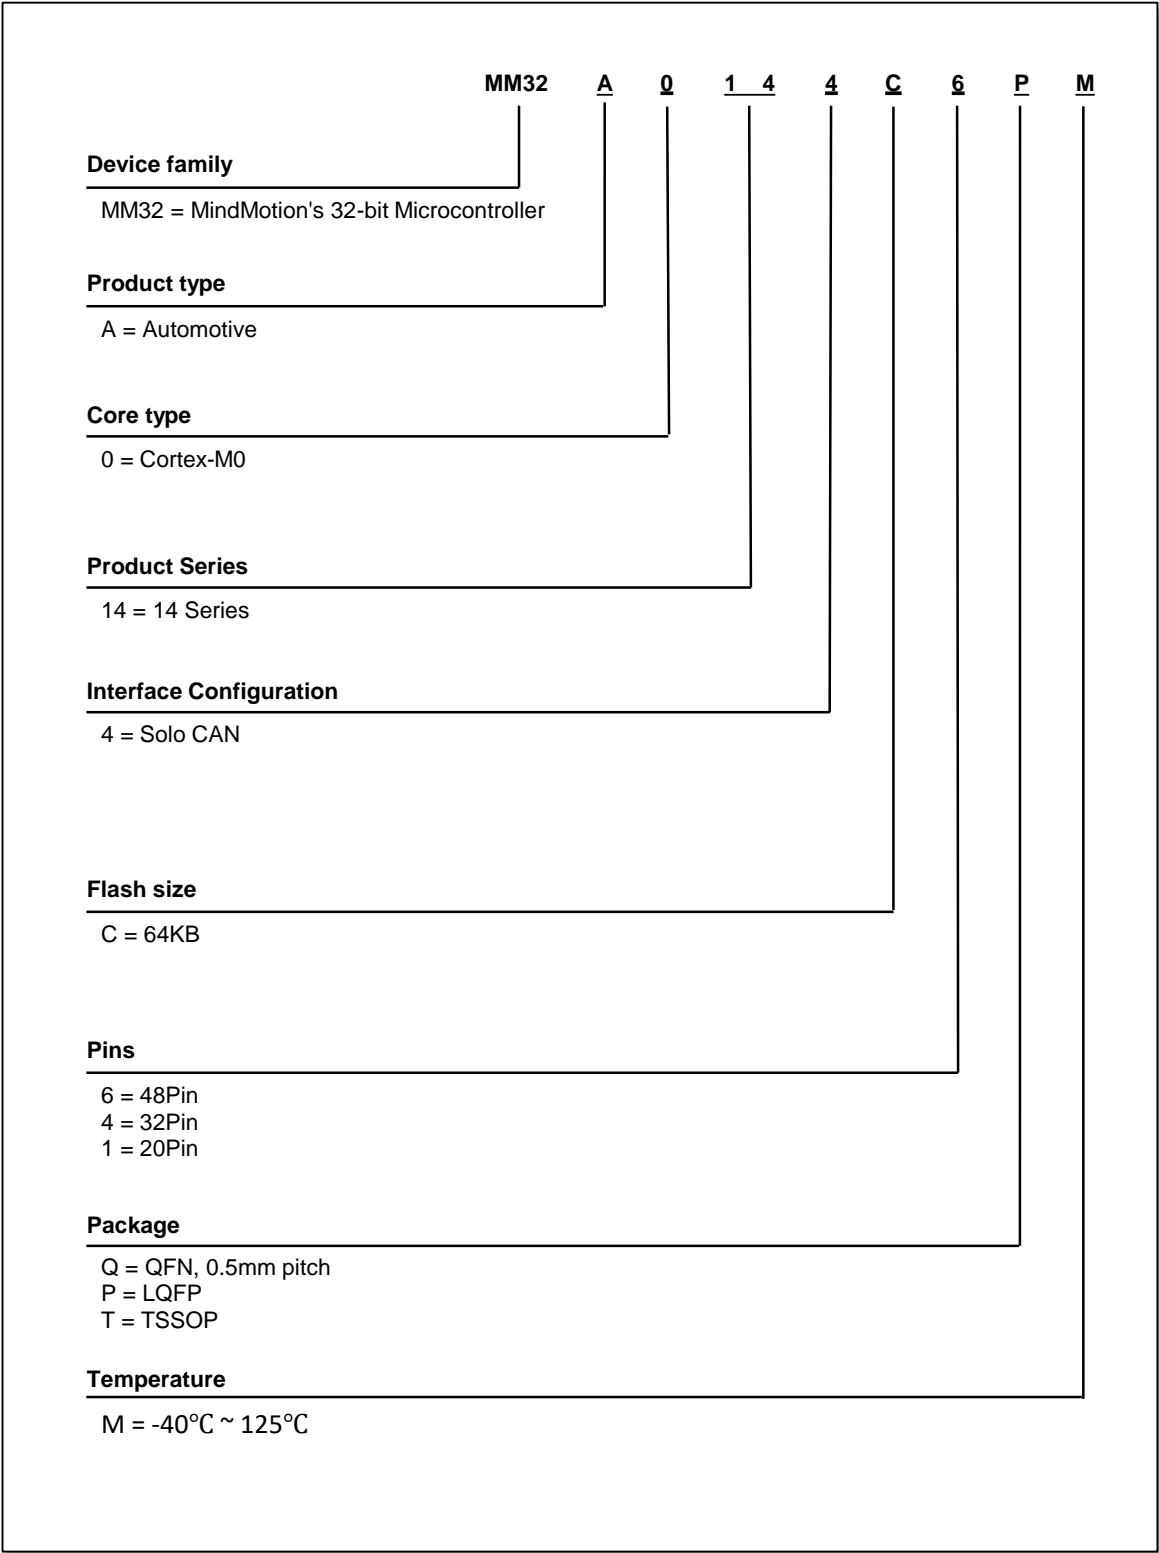 MM32 A 0 1 4 4 C 6 P M
Device family
MM32 = MindMotion's 32-bit Microcontroller
Product type
A = Automotive
Core type
0 = Cortex-M0
Product Series
14 = 14 Series
Interface Configuration
4 = Solo CAN
Flash size
C = 64KB
Pins
6 = 48Pin
4 = 32Pin
1 = 20Pin
Package
Q = QFN, 0.5mm pitch
P = LQFP
T = TSSOP
Temperature
M = -40℃ ~ 125℃